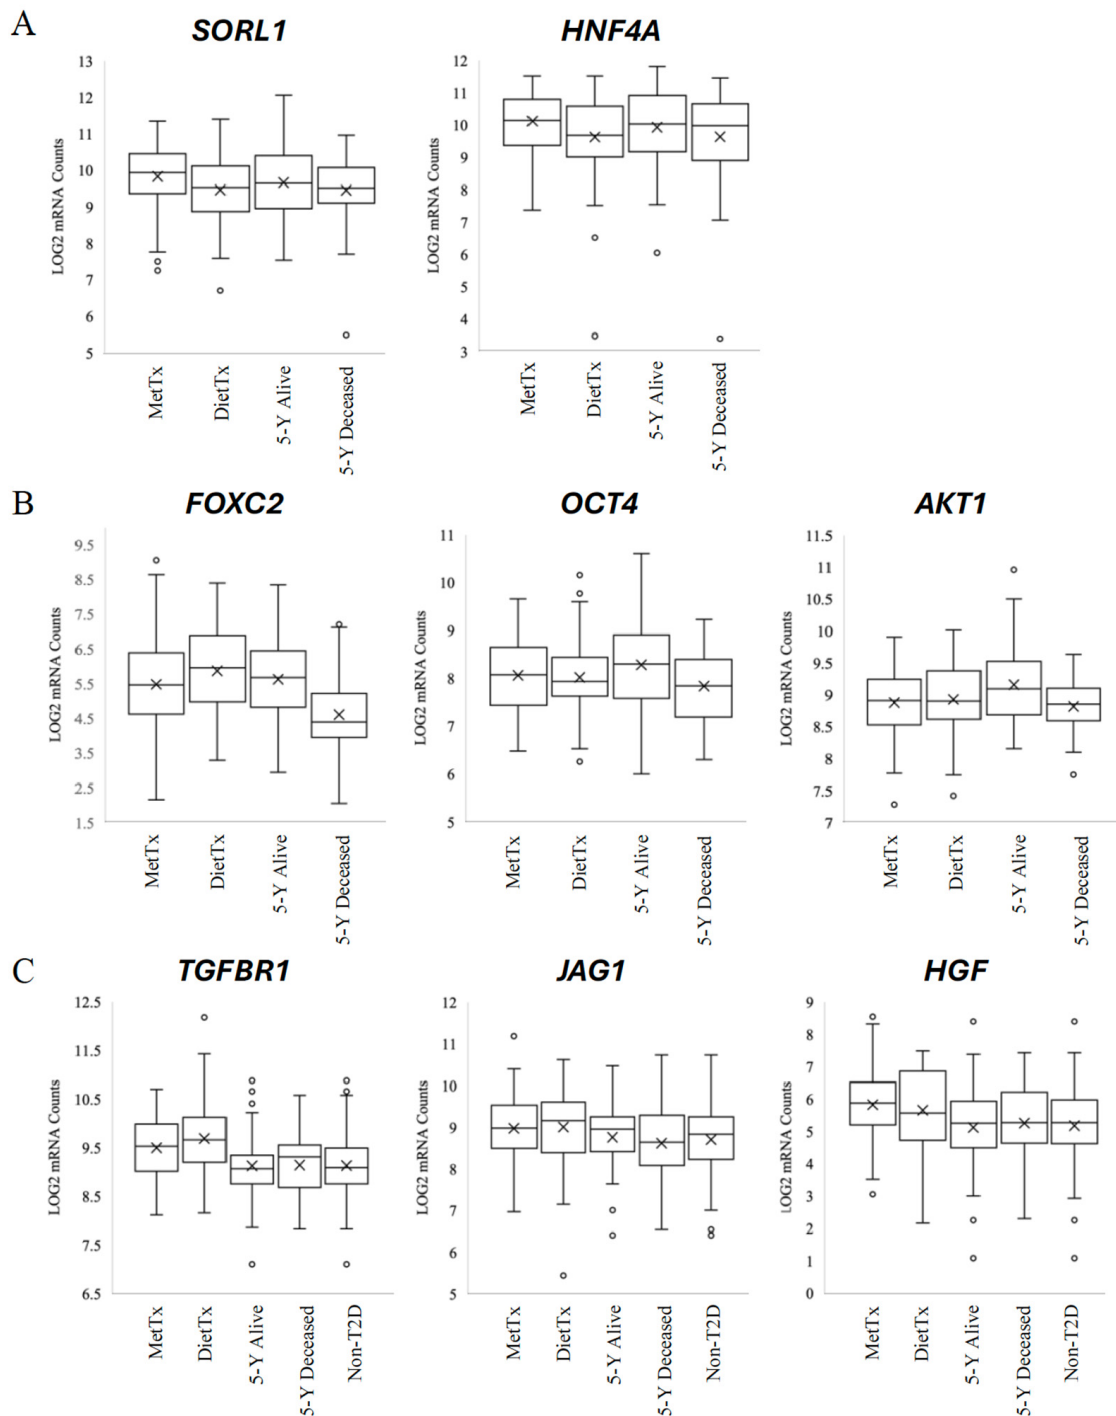 A
SORL1
HNF4A
LOG2 mRNA Counts
13
12
11
10
9
8
7
6
5
MetTx
DietTx
5-Y Alive
5-Y Deceased
LOG2 mRNA Counts
12
11
10
9
8
7
6
5
4
3
MetTx
DietTx
5-Y Alive
5-Y Deceased
B
FOXC2
OCT4
AKT1
LOG2 mRNA Counts
9.5
8.5
7.5
6.5
5.5
4.5
3.5
2.5
1.5
MetTx
DietTx
5-Y Alive
5-Y Deceased
LOG2 mRNA Counts
11
10
9
8
7
6
5
MetTx
DietTx
5-Y Alive
5-Y Deceased
LOG2 mRNA Counts
11.5
11
10.5
10
9.5
9
8.5
8
7.5
7
MetTx
DietTx
5-Y Alive
5-Y Deceased
C
TGFBR1
JAG1
HGF
LOG2 mRNA Counts
12.5
11.5
10.5
9.5
8.5
7.5
6.5
MetTx
DietTx
5-Y Alive
5-Y Deceased
Non-T2D
LOG2 mRNA Counts
12
11
10
9
8
7
6
5
MetTx
DietTx
5-Y Alive
5-Y Deceased
Non-T2D
LOG2 mRNA Counts
9
8
7
6
5
4
3
2
1
0
MetTx
DietTx
5-Y Alive
5-Y Deceased
Non-T2D